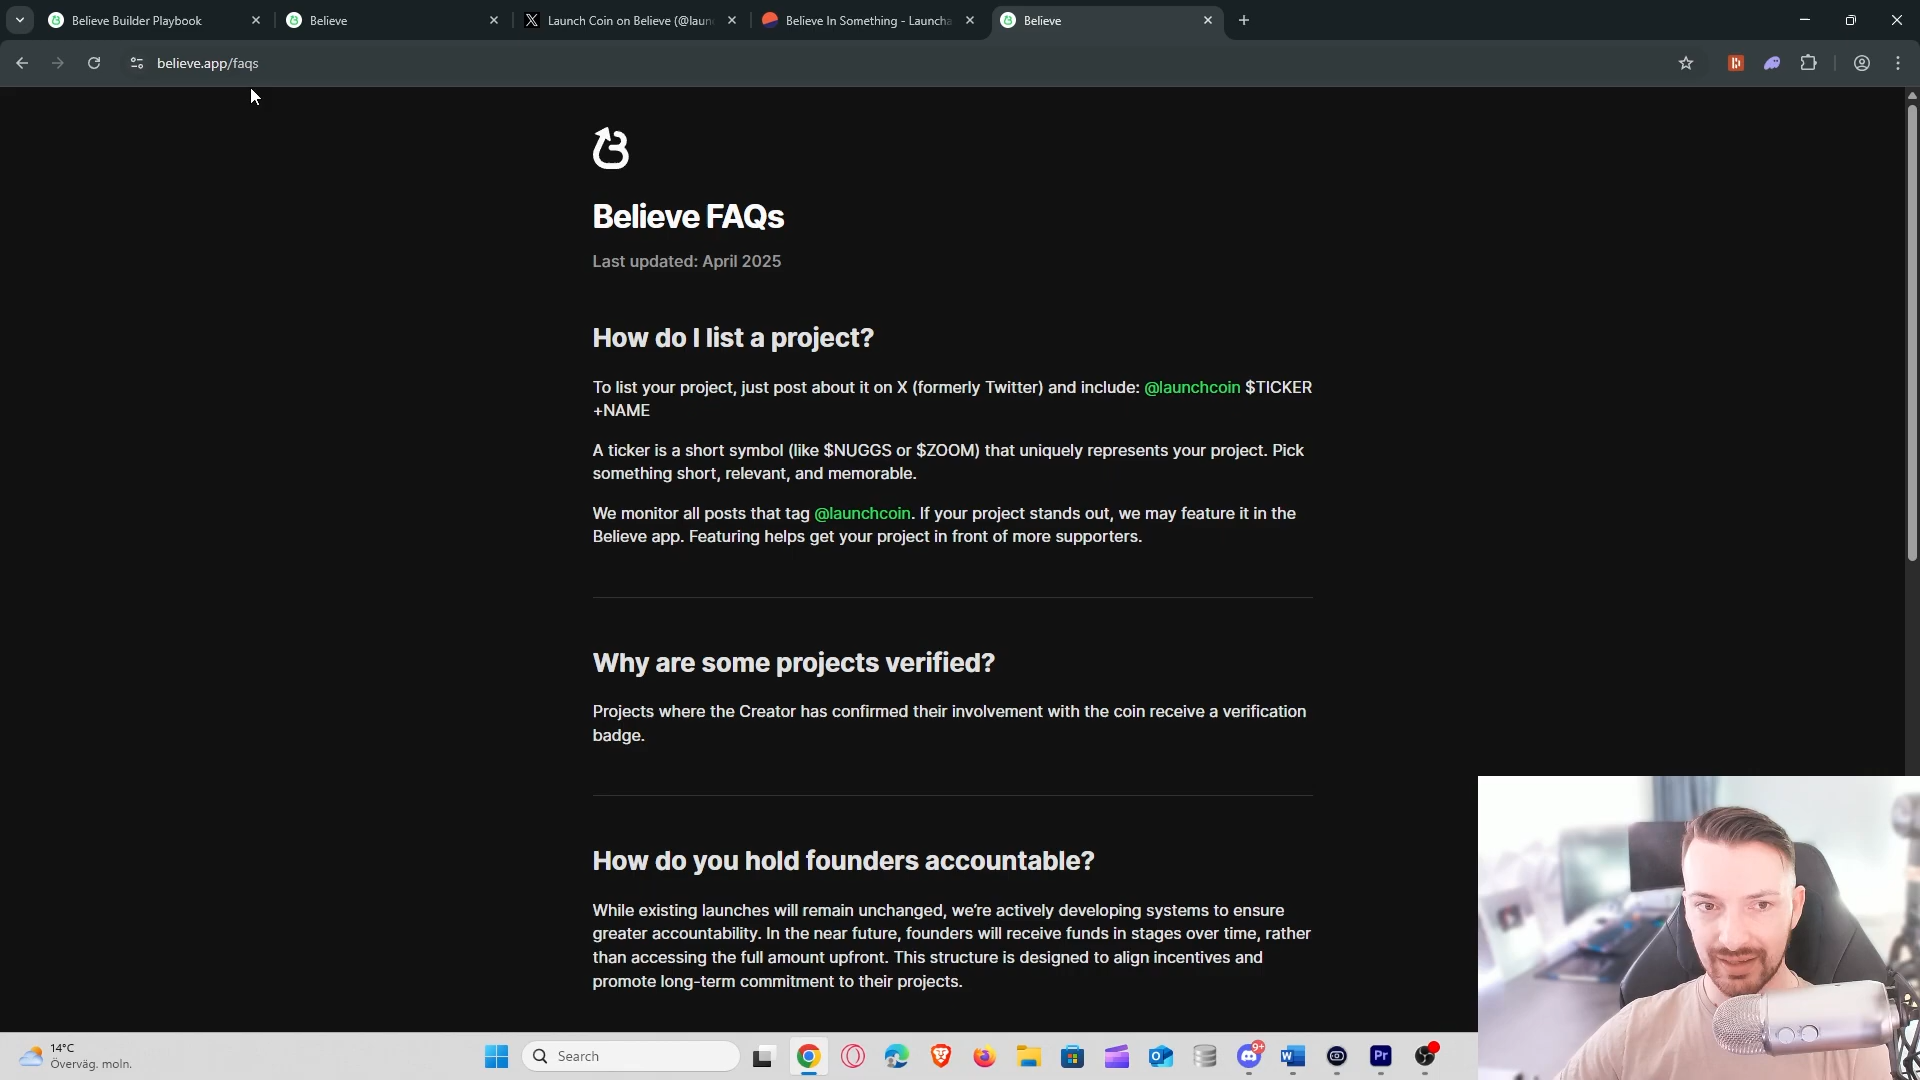 Believe Builder Playbook
Believe
Launch Coin on Believe (@laun
Believe In Something - Launcha
Believe
believe.app/faqs
Believe FAQs
Last updated: April 2025
How do I list a project?
To list your project, just post about it on X (formerly Twitter) and include: @launchcoin $TICKER
+NAME
A ticker is a short symbol (like $NUGGS or $ZOOM) that uniquely represents your project. Pick
something short, relevant, and memorable.
We monitor all posts that tag @launchcoin. If your project stands out, we may feature it in the
Believe app. Featuring helps get your project in front of more supporters.
Why are some projects verified?
Projects where the Creator has confirmed their involvement with the coin receive a verification
badge.
How do you hold founders accountable?
While existing launches will remain unchanged, we're actively developing systems to ensure
greater accountability. In the near future, founders will receive funds in stages over time, rather
than accessing the full amount upfront. This structure is designed to align incentives and
promote long-term commitment to their projects.
14°C
Överväg. moln.
Search
9+
Pr